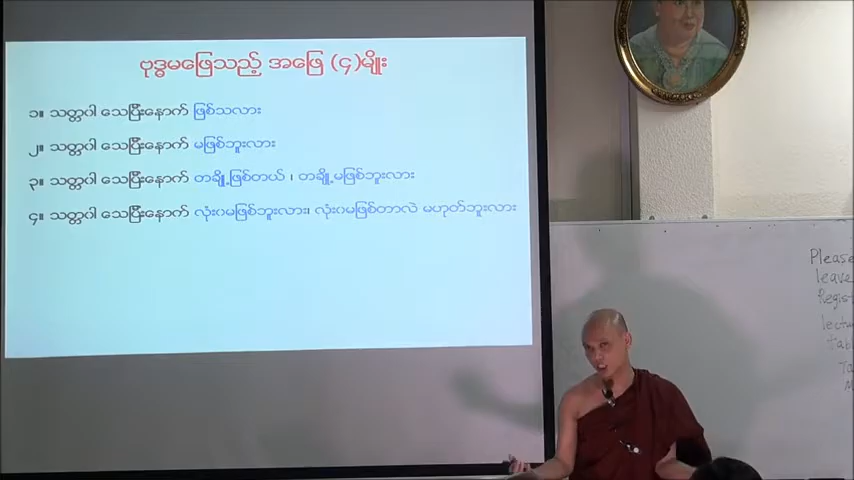 ဗုဒ္ဓမဖြေသည့် အဖြေ (၄)မျိုး
၁။ သတ္တဝါ သေပြီးနောက် ဖြစ်သလား
၂။ သတ္တဝါ သေပြီးနောက် မဖြစ်ဘူးလား
၃။ သတ္တဝါ သေပြီးနောက် တချို့ဖြစ်တယ် ၊ တချို့မဖြစ်ဘူးလား
၄။ သတ္တဝါ သေပြီးနောက် လုံးဝမဖြစ်ဘူးလား၊ လုံးဝမဖြစ်တာလဲ မဟုတ်ဘူးလား
Please
leave
Regist
lectu